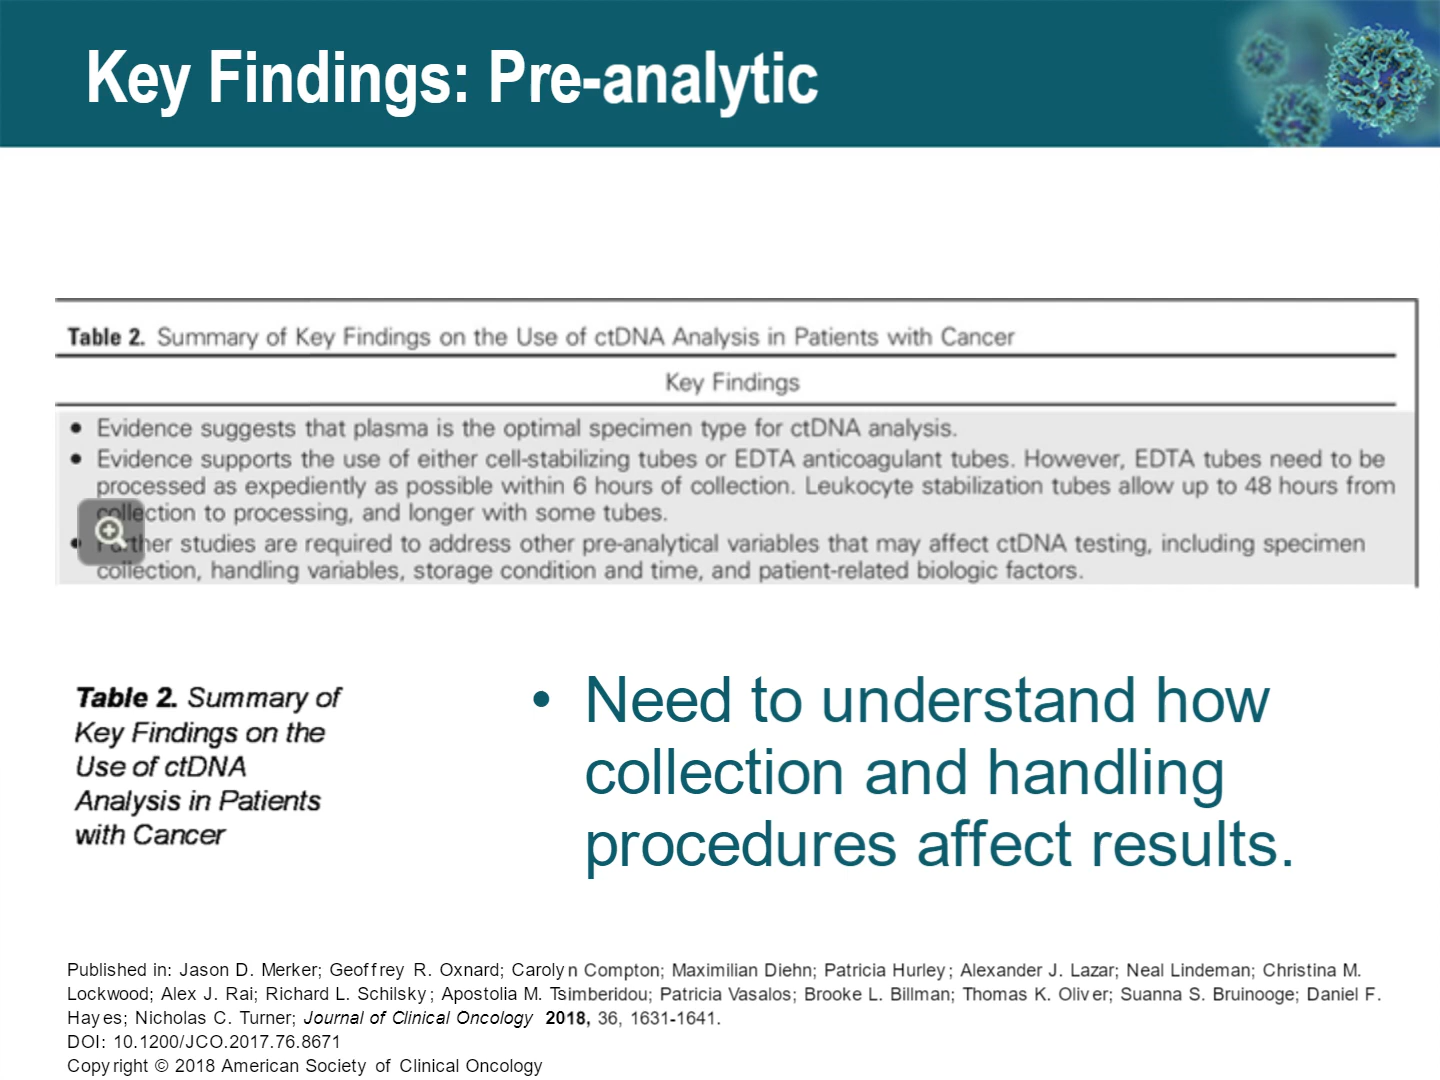 Key Findings: Pre-analytic
Table 2. Summary of Key Findings on the Use of ctDNA Analysis in Patients with Cancer
Key Findings
• Evidence suggests that plasma is the optimal specimen type for ctDNA analysis.
• Evidence supports the use of either cell-stabilizing tubes or EDTA anticoagulant tubes. However, EDTA tubes need to be
processed as expediently as possible within 6 hours of collection. Leukocyte stabilization tubes allow up to 48 hours from
collection to processing, and longer with some tubes.
• Further studies are required to address other pre-analytical variables that may affect ctDNA testing, including specimen
collection, handling variables, storage condition and time, and patient-related biologic factors.
Table 2. Summary of
Key Findings on the
Use of ctDNA
Analysis in Patients
with Cancer
• Need to understand how
collection and handling
procedures affect results.
Published in: Jason D. Merker; Geoffrey R. Oxnard; Carolyn Compton; Maximilian Diehn; Patricia Hurley; Alexander J. Lazar; Neal Lindeman; Christina M.
Lockwood; Alex J. Rai; Richard L. Schilsky; Apostolia M. Tsimberidou; Patricia Vasalos; Brooke L. Billman; Thomas K. Oliver; Suanna S. Bruinooge; Daniel F.
Hayes; Nicholas C. Turner; Journal of Clinical Oncology 2018, 36, 1631-1641.
DOI: 10.1200/JCO.2017.76.8671
Copyright © 2018 American Society of Clinical Oncology